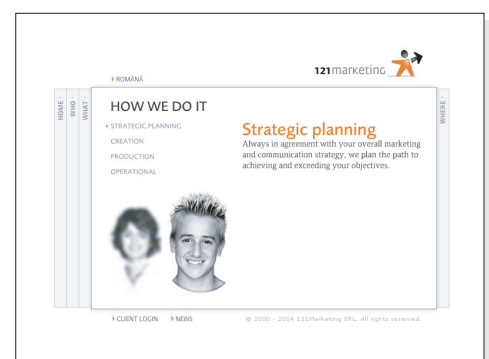 121marketing
ROMÂNĂ
HOME
WHO
WHAT
HOW WE DO IT
STRATEGIC PLANNING
CREATION
PRODUCTION
OPERATIONAL
Strategic planning
Always in agreement with your overall marketing
and communication strategy, we plan the path to
achieving and exceeding your objectives.
WHERE
CLIENT LOGIN
NEWS
© 2000 - 2004 121Marketing SRL. All rights reserved.